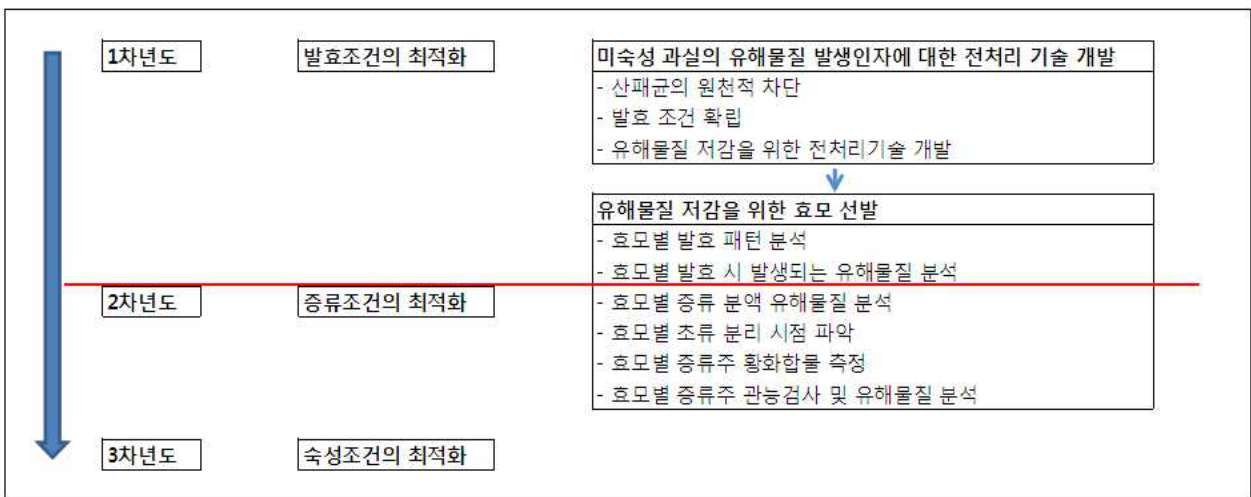 1차년도
발효조건의 최적화
미숙성 과실의 유해물질 발생인자에 대한 전처리 기술 개발
- 산패균의 원천적 차단
- 발효 조건 확립
- 유해물질 저감을 위한 전처리기술 개발
유해물질 저감을 위한 효모 선발
- 효모별 발효 패턴 분석
- 효모별 발효 시 발생되는 유해물질 분석
2차년도
증류조건의 최적화
- 효모별 증류 분액 유해물질 분석
- 효모별 초류 분리 시점 파악
- 효모별 증류주 황화합물 측정
- 효모별 증류주 관능검사 및 유해물질 분석
3차년도
숙성조건의 최적화